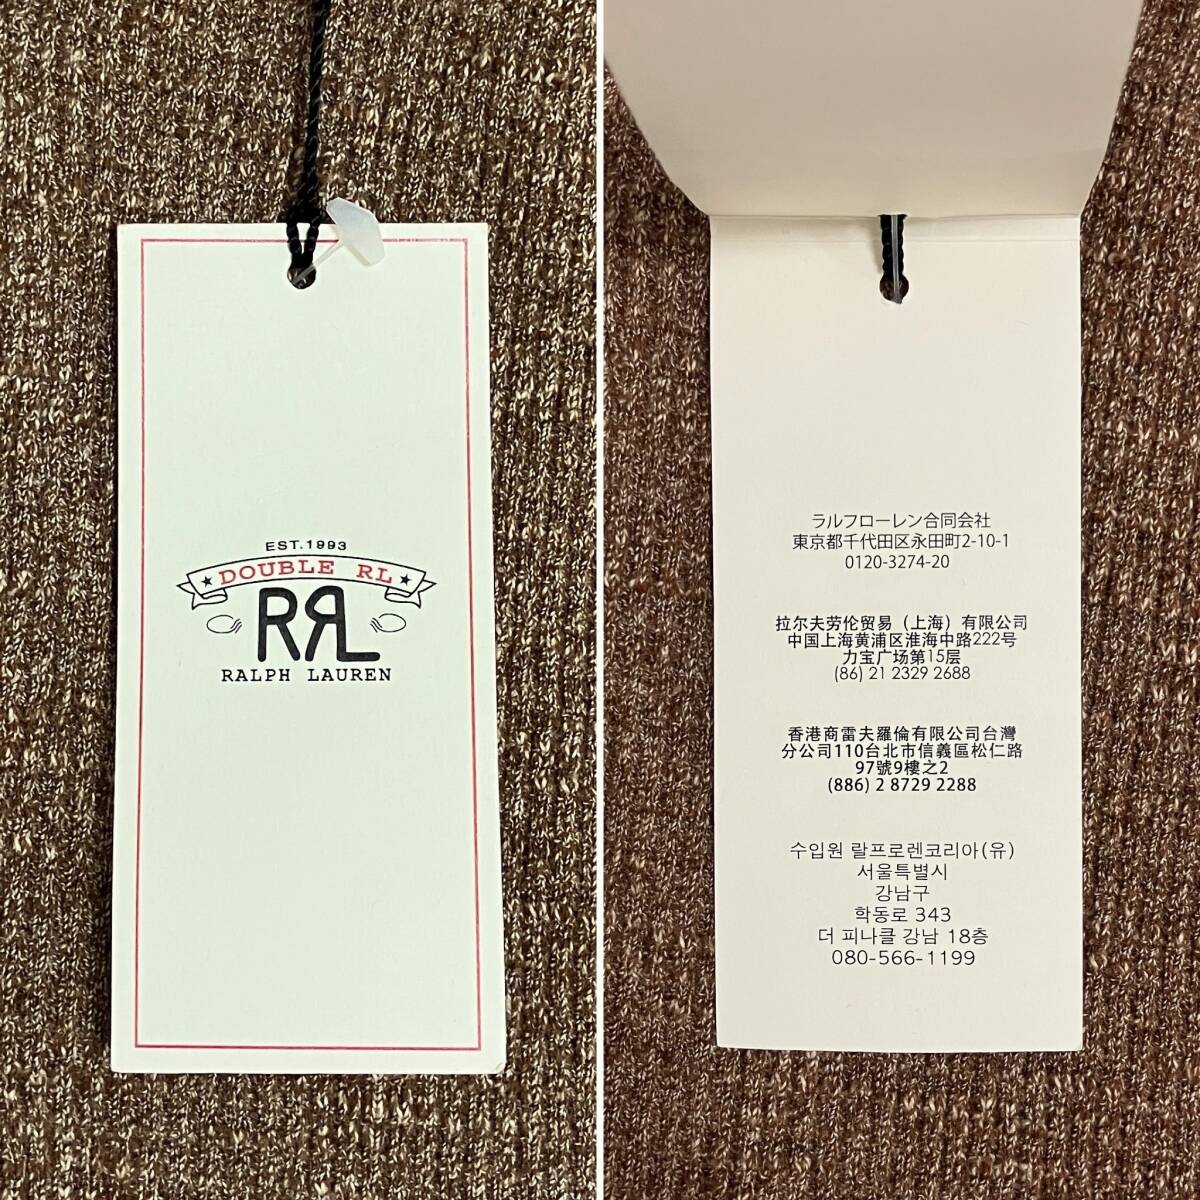 EST.1993
DOUBLE RL
RRL
RALPH LAUREN
ラルフローレン合同会社
東京都千代田区永田町2-10-1
0120-3274-20
拉尔夫劳伦贸易（上海）有限公司
中国上海黄浦区淮海中路222号
力宝广场第15层
(86) 21 2329 2688
香港商雷夫羅倫有限公司台灣
分公司110台北市信義區松仁路
97號9樓之2
(886) 2 8729 2288
수입원 랄프로렌코리아(유)
서울특별시
강남구
학동로 343
더 피나클 강남 18층
080-566-1199